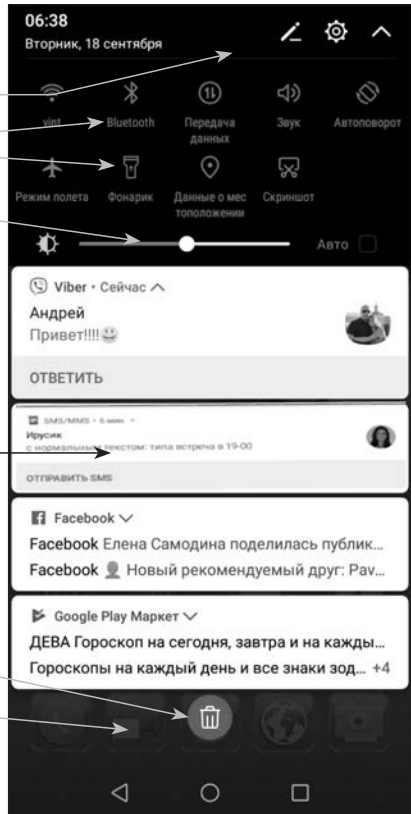 06:38
Вторник, 18 сентября
vint Bluetooth Передача данных Звук Автоповорот
Режим полета Фонарик Данные о мес тоположении Скриншот
Авто
Viber • Сейчас
Андрей
Привет!!!!😃
ОТВЕТИТЬ
SMS/MMS • 6 мин
Ирусик
с нормальным текстом: типа встреча в 19-00
ОТПРАВИТЬ SMS
Facebook
Facebook Елена Самодина поделилась публик...
Facebook 👤 Новый рекомендуемый друг: Pav...
Google Play Маркет
ДЕВА Гороскоп на сегодня, завтра и на кажды...
Гороскопы на каждый день и все знаки зод... +4